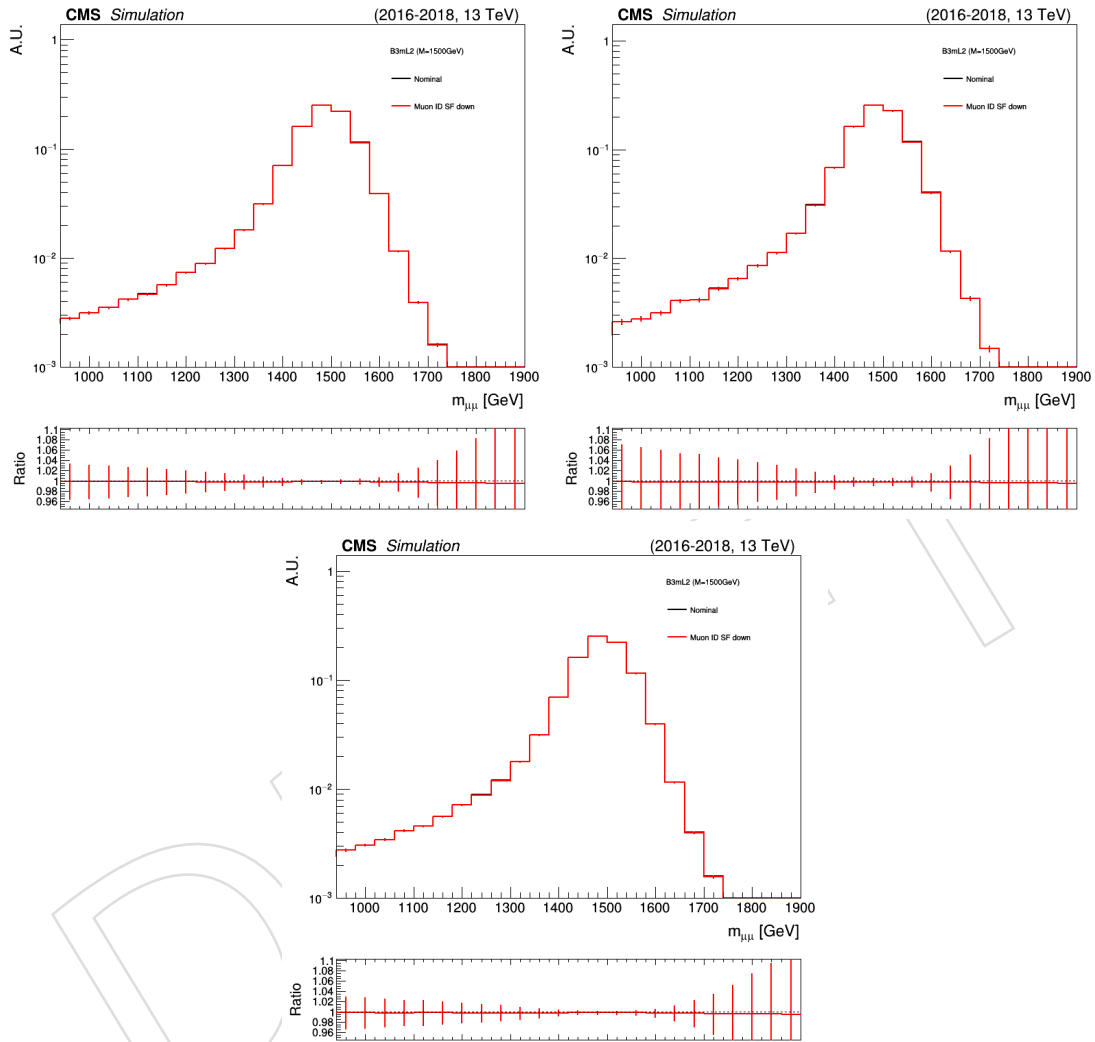 CMS Simulation (2016-2018, 13 TeV)
A.U.
1
B3mL2 (M=1500GeV)
Nominal
Muon ID SF down
10⁻¹
10⁻²
10⁻³
1000 1100 1200 1300 1400 1500 1600 1700 1800 1900
mμμ [GeV]
Ratio
1.1
1.08
1.06
1.04
1.02
1
0.98
0.96
CMS Simulation (2016-2018, 13 TeV)
A.U.
1
B3mL2 (M=1500GeV)
Nominal
Muon ID SF down
10⁻¹
10⁻²
10⁻³
1000 1100 1200 1300 1400 1500 1600 1700 1800 1900
mμμ [GeV]
Ratio
1.1
1.08
1.06
1.04
1.02
1
0.98
0.96
CMS Simulation (2016-2018, 13 TeV)
A.U.
1
B3mL2 (M=1500GeV)
Nominal
Muon ID SF down
10⁻¹
10⁻²
10⁻³
1000 1100 1200 1300 1400 1500 1600 1700 1800 1900
mμμ [GeV]
Ratio
1.1
1.08
1.06
1.04
1.02
1
0.98
0.96